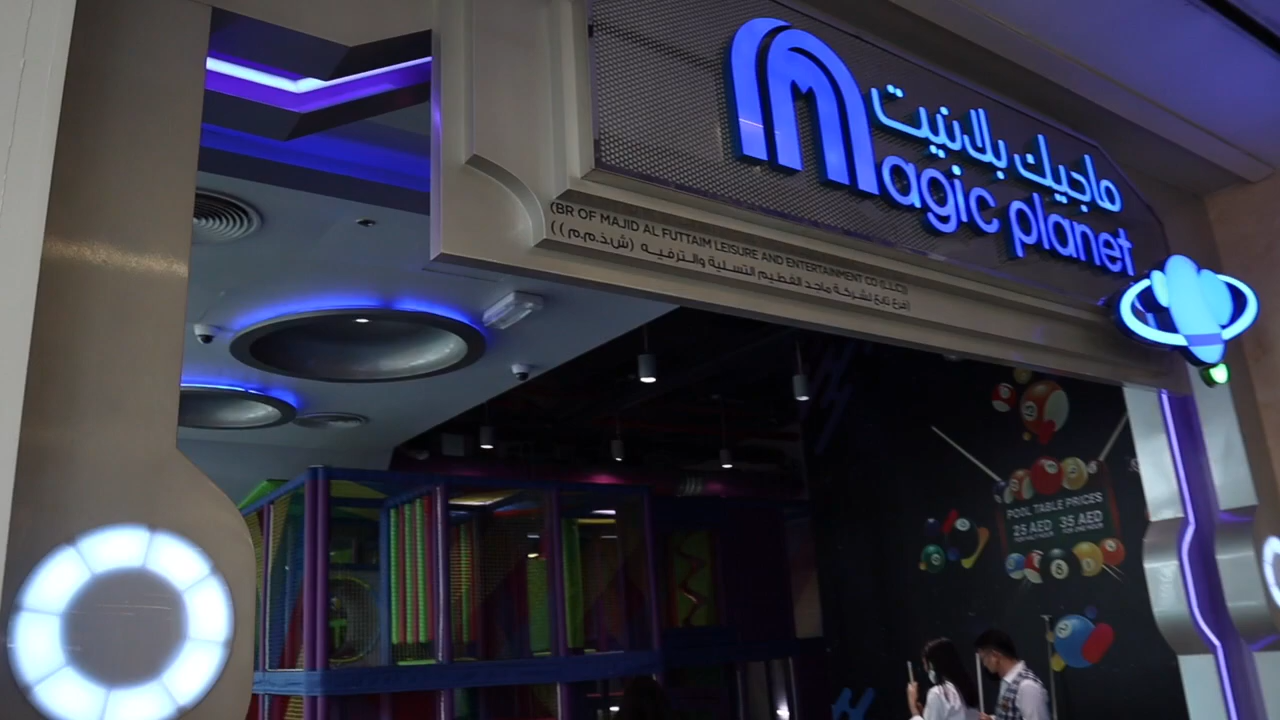 ماجيك بلانيت
Magic planet
(BR OF MAJID AL FUTTAIM LEISURE AND ENTERTAINMENT CO (L.L.C))
(فرع تابع لشركة ماجد الفطيم التسلية والترفيه (ش.ذ.م.م))
POOL TABLE PRICES
25 AED 35 AED